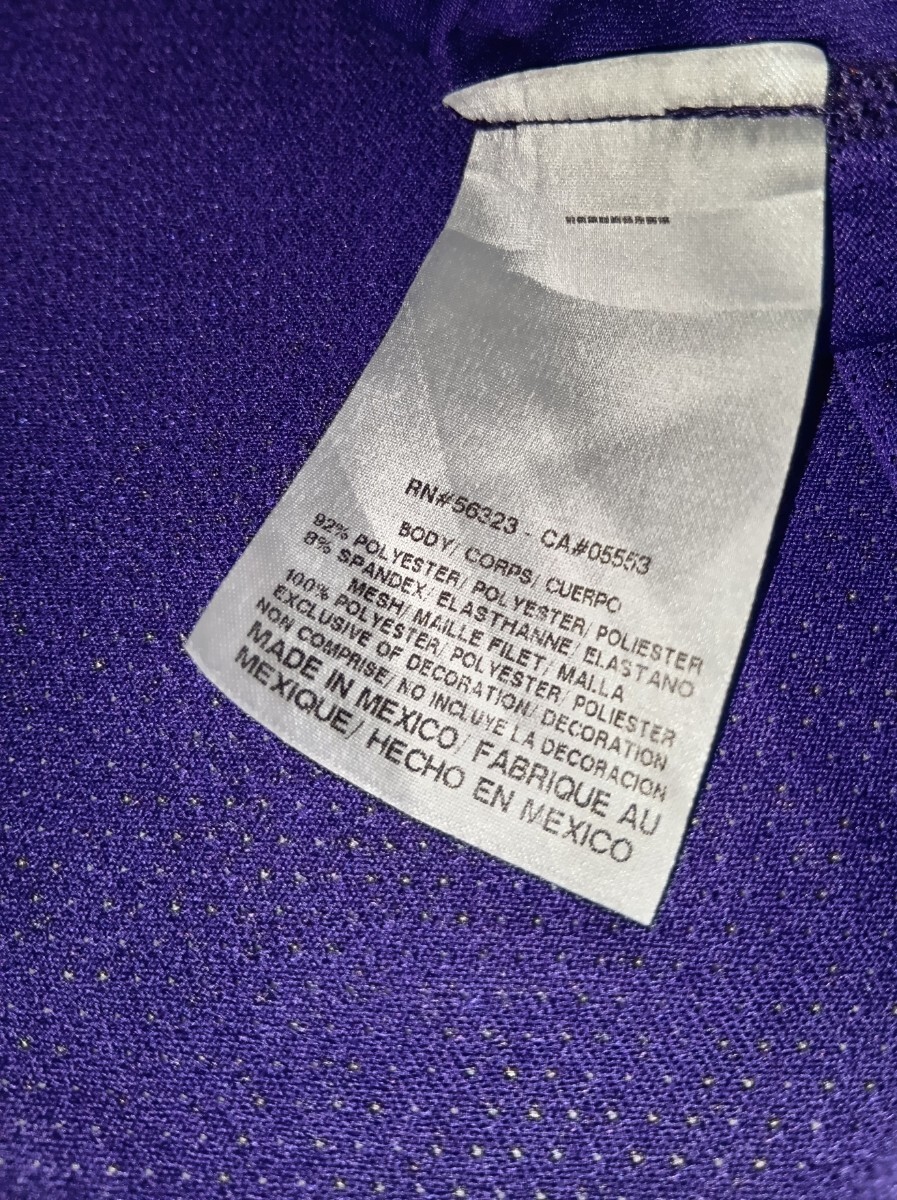 RN#56323 - CA#05553
BODY/ CORPS/ CUERPO
92% POLYESTER/ POLYESTER/ POLIESTER
8% SPANDEX/ ELASTHANNE/ ELASTANO
MESH/ MAILLE FILET/ MALLA
100% POLYESTER/ POLYESTER/ POLIESTER
EXCLUSIVE OF DECORATION/ DECORATION
NON COMPRISE/ NO INCLUYE LA DECORACION
MADE IN MEXICO/ FABRIQUE AU
MEXIQUE/ HECHO EN MEXICO